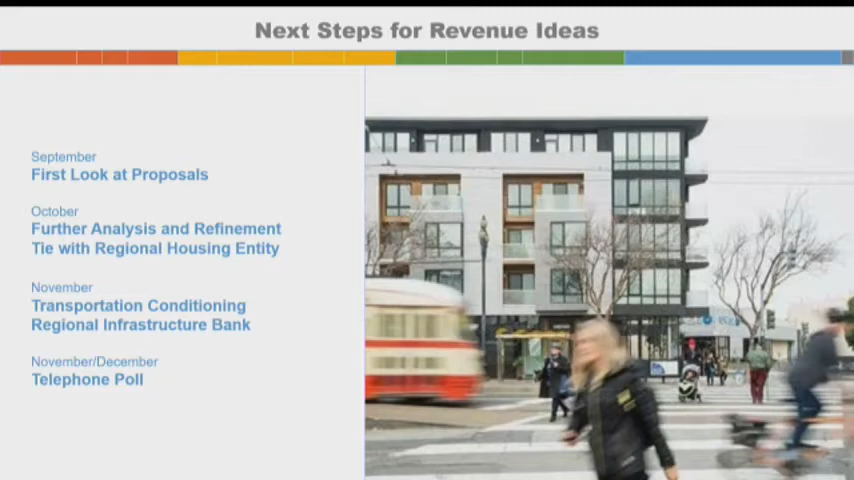 Next Steps for Revenue Ideas
September
First Look at Proposals
October
Further Analysis and Refinement
Tie with Regional Housing Entity
November
Transportation Conditioning
Regional Infrastructure Bank
November/December
Telephone Poll